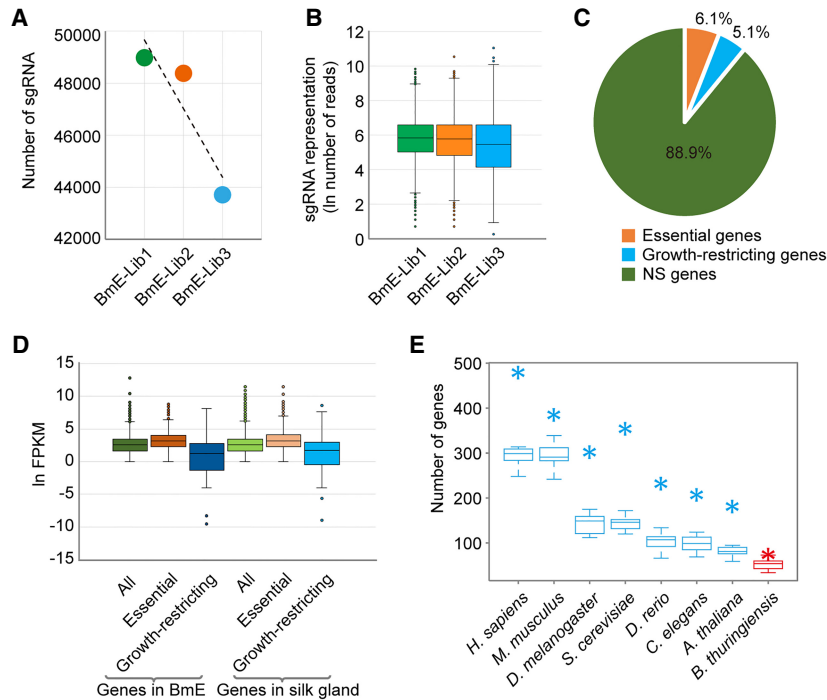 A
Number of sgRNA
50000
48000
46000
44000
42000
BmE-Lib1
BmE-Lib2
BmE-Lib3
B
sgRNA representation
(ln number of reads)
12
10
8
6
4
2
0
BmE-Lib1
BmE-Lib2
BmE-Lib3
C
6.1%
5.1%
88.9%
Essential genes
Growth-restricting genes
NS genes
D
ln FPKM
15
10
5
0
-5
-10
-15
All
Essential
Growth-restricting
All
Essential
Growth-restricting
Genes in BmE
Genes in silk gland
E
Number of genes
500
400
300
200
100
H. sapiens
M. musculus
D. melanogaster
S. cerevisiae
D. rerio
C. elegans
A. thaliana
B. thuringiensis